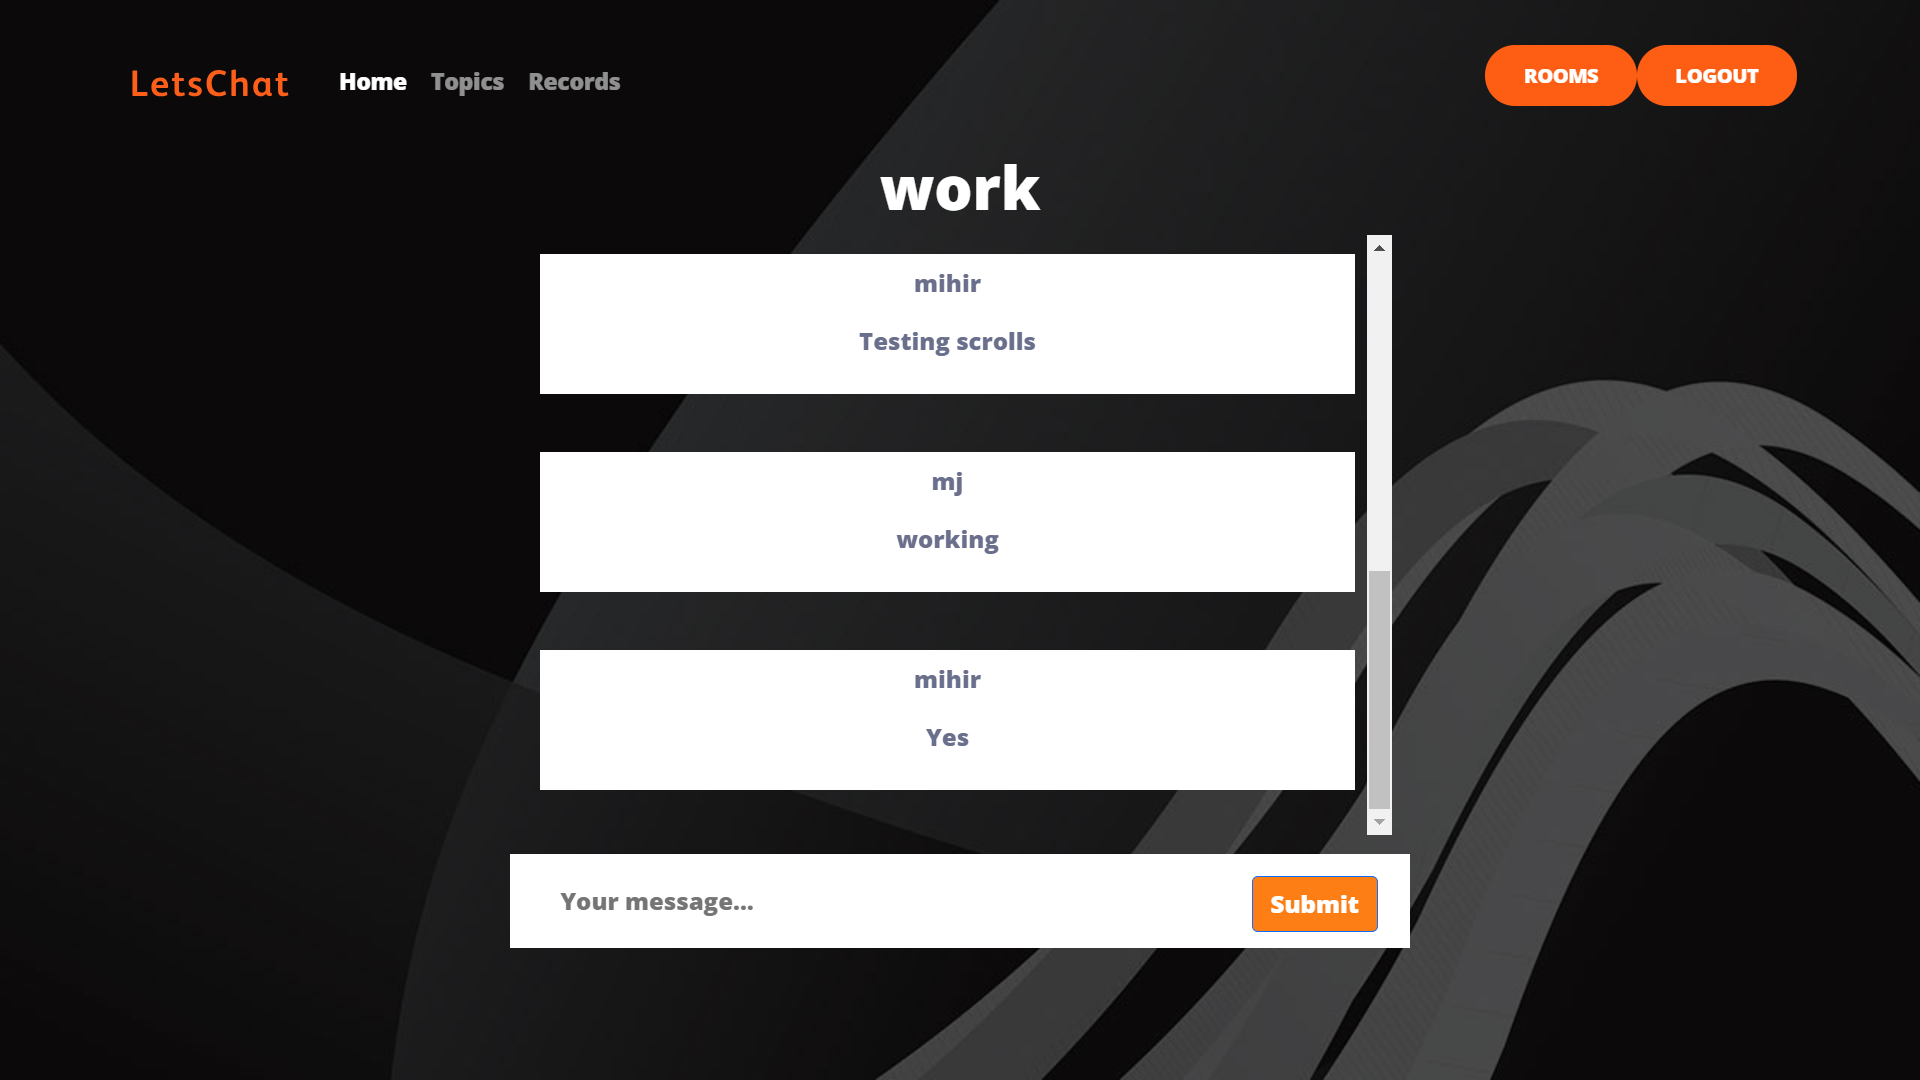 LetsChat
Home Topics Records
ROOMS LOGOUT
work
mihir
Testing scrolls
mj
working
mihir
Yes
Your message...
Submit